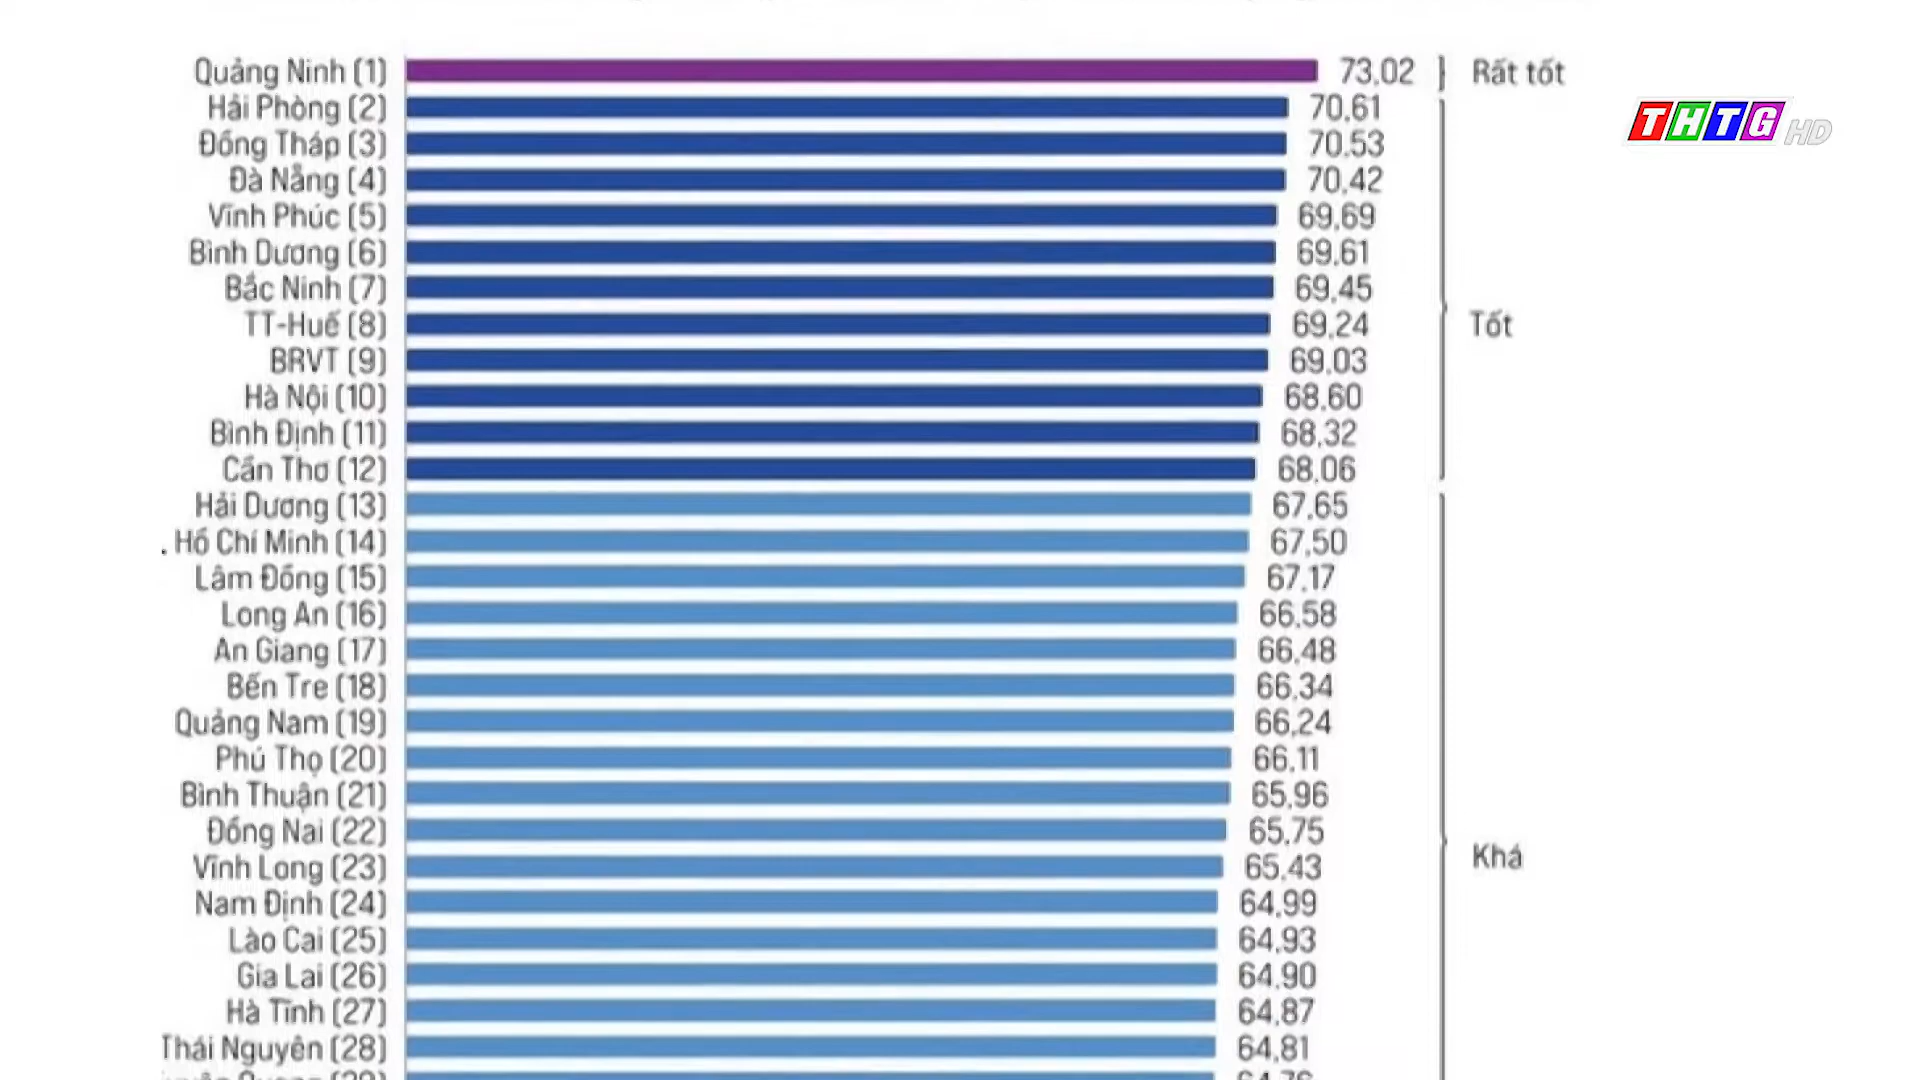 Quảng Ninh (1) 73,02 Rất tốt
Hải Phòng (2) 70,61
THTG HD
Đồng Tháp (3) 70,53
Đà Nẵng (4) 70,42
Vĩnh Phúc (5) 69,69
Bình Dương (6) 69,61
Bắc Ninh (7) 69,45
TT-Huế (8) 69,24 Tốt
BRVT (9) 69,03
Hà Nội (10) 68,60
Bình Định (11) 68,32
Cần Thơ (12) 68,06
Hải Dương (13) 67,65
. Hồ Chí Minh (14) 67,50
Lâm Đồng (15) 67,17
Long An (16) 66,58
An Giang (17) 66,48
Bến Tre (18) 66,34
Quảng Nam (19) 66,24
Phú Thọ (20) 66,11
Bình Thuận (21) 65,96
Đồng Nai (22) 65,75
Vĩnh Long (23) 65,43 Khá
Nam Định (24) 64,99
Lào Cai (25) 64,93
Gia Lai (26) 64,90
Hà Tĩnh (27) 64,87
Thái Nguyên (28) 64,81